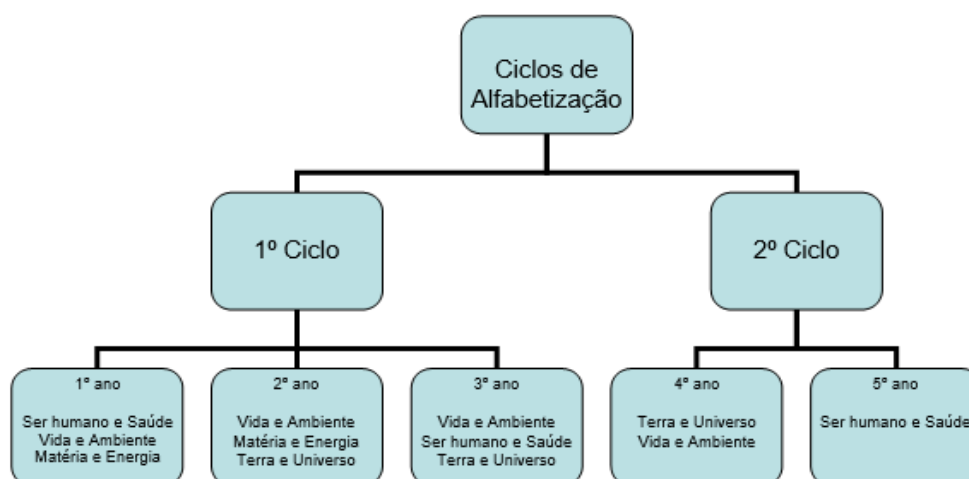 Ciclos de
Alfabetização
1º Ciclo
2º Ciclo
1º ano
Ser humano e Saúde
Vida e Ambiente
Matéria e Energia
2º ano
Vida e Ambiente
Matéria e Energia
Terra e Universo
3º ano
Vida e Ambiente
Ser humano e Saúde
Terra e Universo
4º ano
Terra e Universo
Vida e Ambiente
5º ano
Ser humano e Saúde